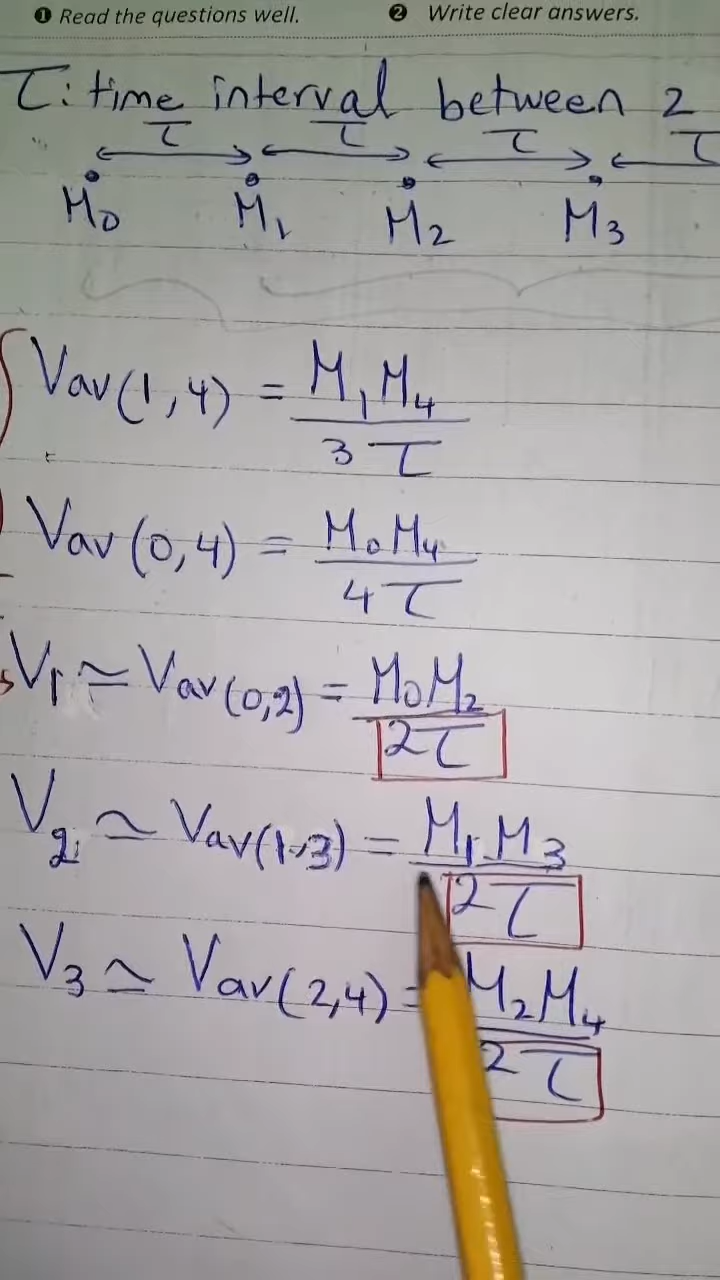 ❶ Read the questions well. ❷ Write clear answers.
τ: time interval between 2
τ τ τ τ
M₀ M₁ M₂ M₃
Vav(1,4) = M₁M₄
3τ
Vav(0,4) = M₀M₄
4τ
V₁ ≃ Vav(0,2) = M₀M₂
2τ
V₂ ≃ Vav(1,3) = M₁M₃
2τ
V₃ ≃ Vav(2,4) = M₂M₄
2τ